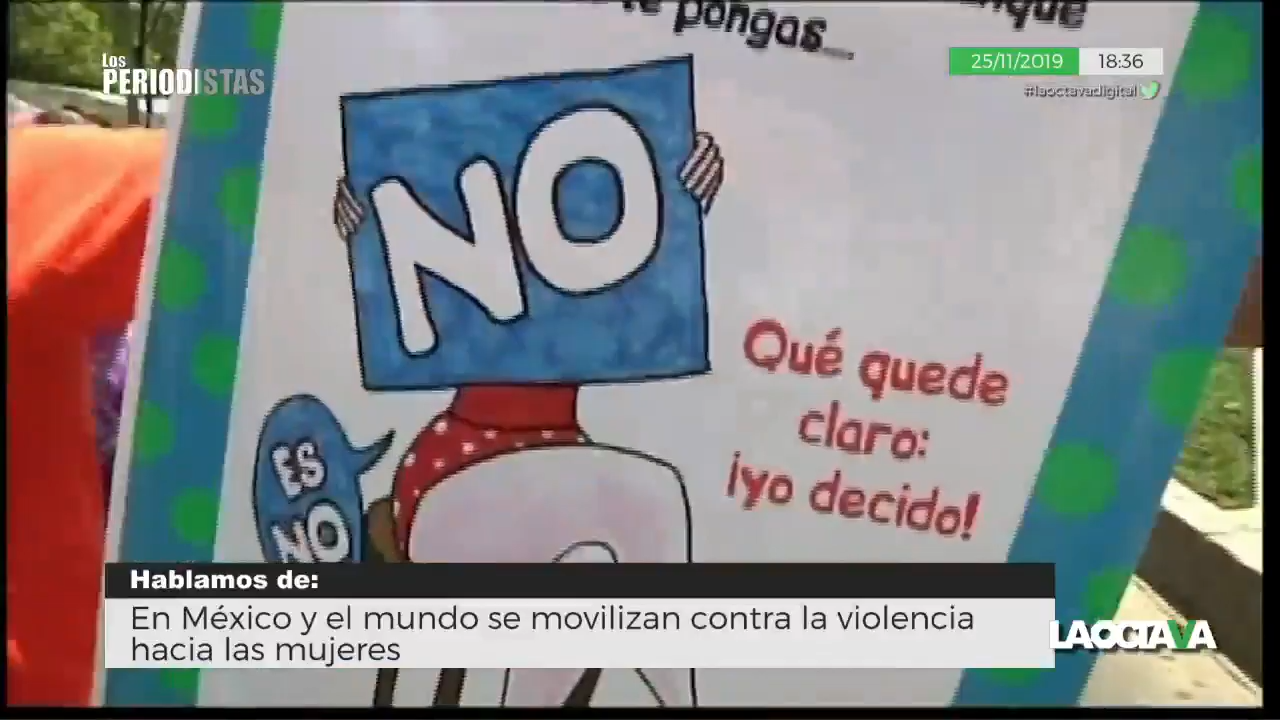 te pongas...
Los
PERIODISTAS
25/11/2019 18:36
#laoctavadigital
NO
Qué quede
claro:
¡yo decido!
ES
NO
Hablamos de:
En México y el mundo se movilizan contra la violencia
hacia las mujeres
LAOCTAVA